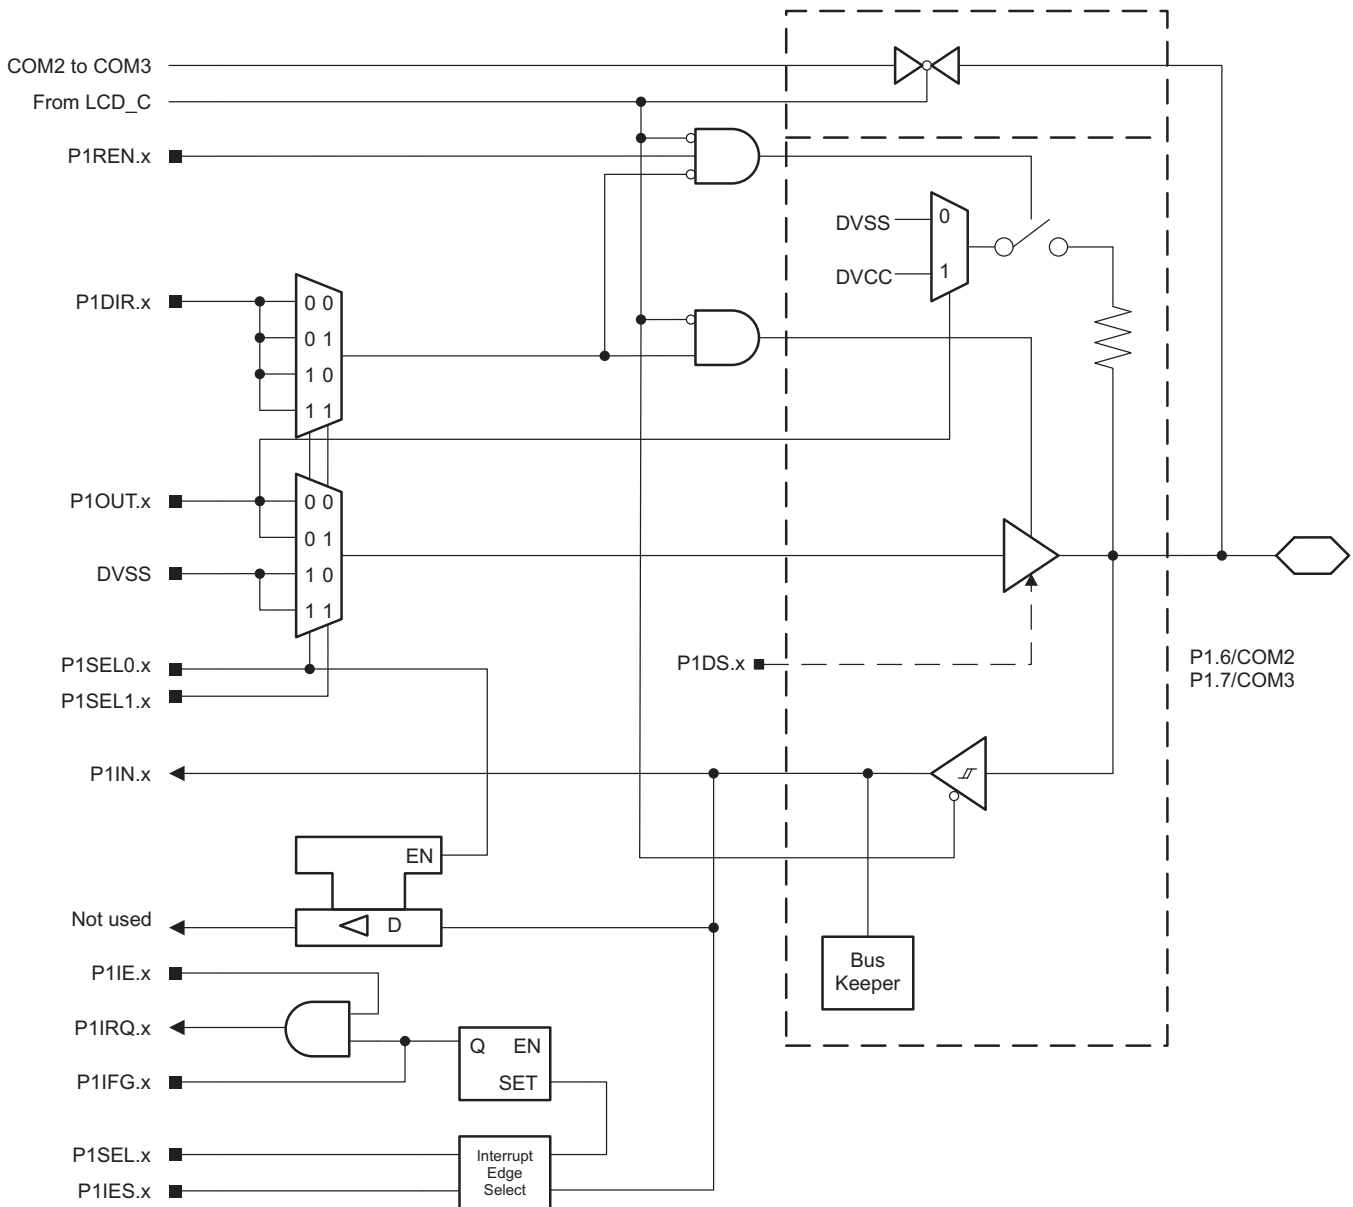 COM2 to COM3
From LCD_C
P1REN.x
DVSS
0
DVCC
1
P1DIR.x
0 0
0 1
1 0
1 1
P1OUT.x
0 0
0 1
DVSS
1 0
1 1
P1SEL0.x
P1SEL1.x
P1DS.x
P1.6/COM2
P1.7/COM3
P1IN.x
EN
Not used
D
Bus
Keeper
P1IE.x
P1IRQ.x
Q EN
SET
P1IFG.x
P1SEL.x
P1IES.x
Interrupt
Edge
Select